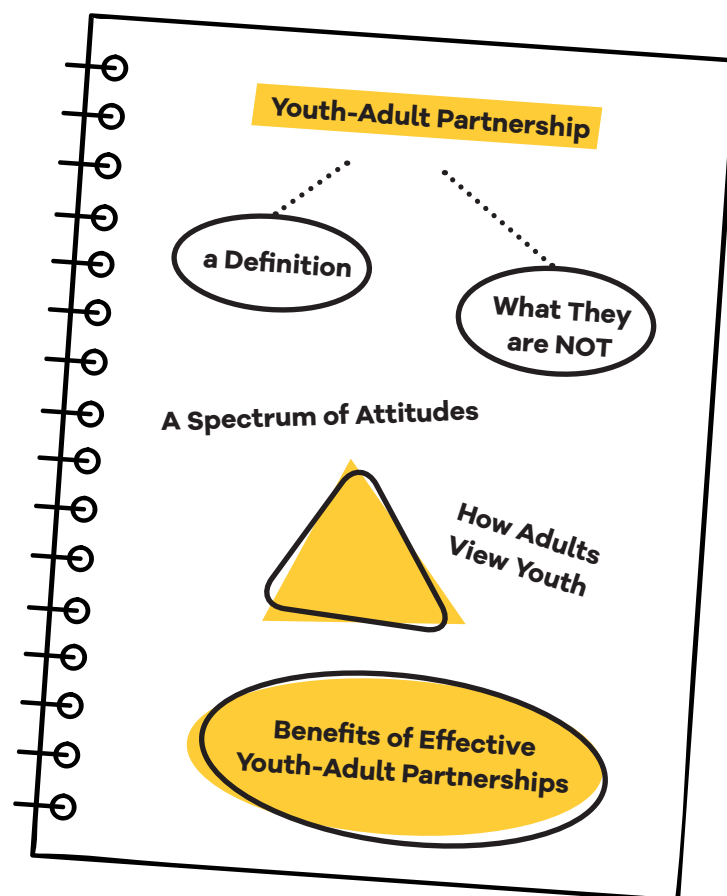 Youth-Adult Partnership
a Definition
What They
are NOT
A Spectrum of Attitudes
How Adults
View Youth
Benefits of Effective
Youth-Adult Partnerships